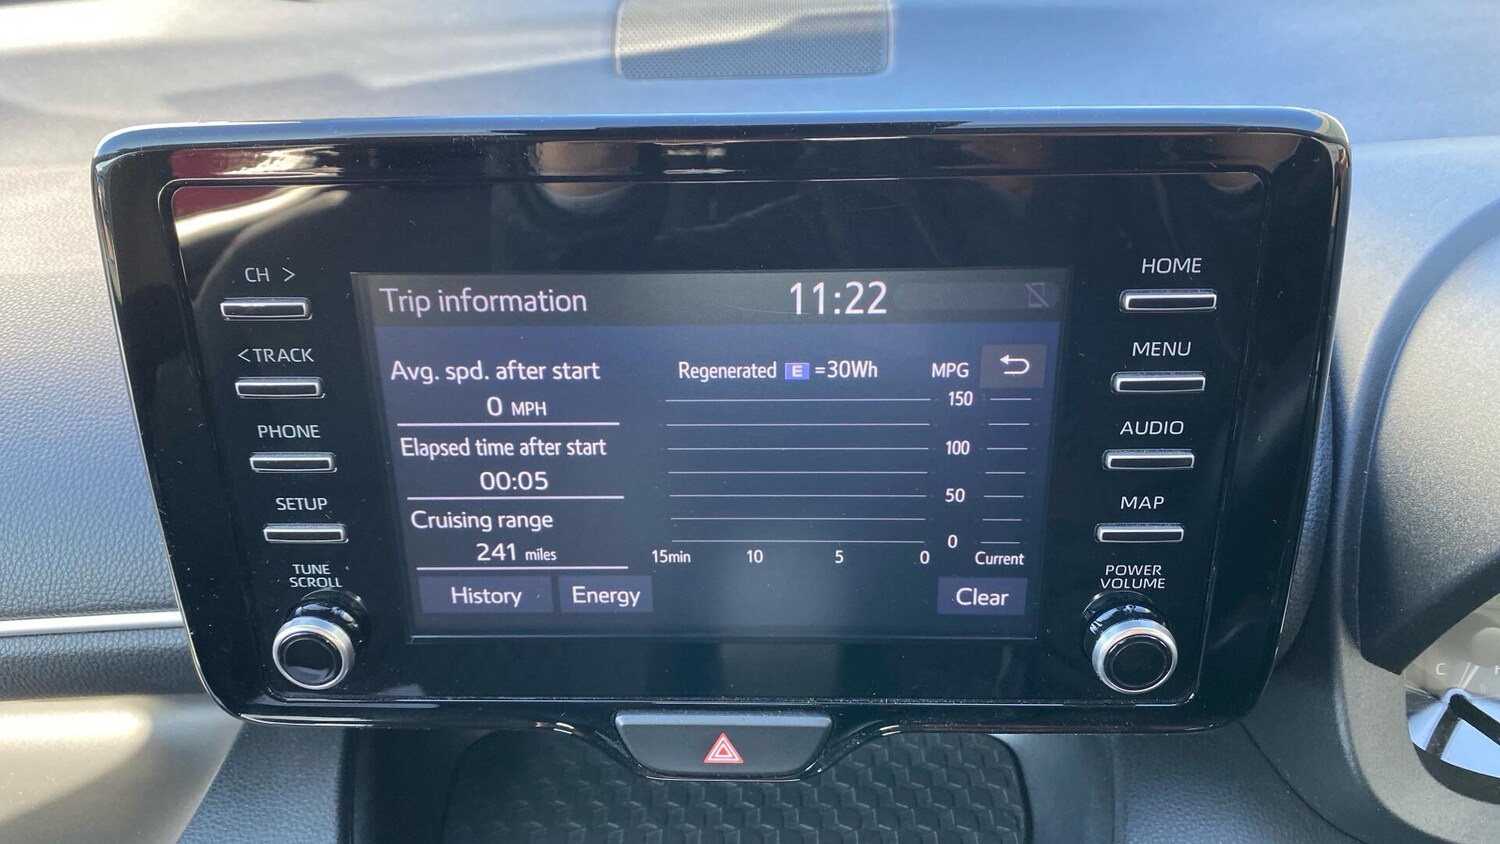 CH >
<TRACK
PHONE
SETUP
TUNE
SCROLL
Trip information
11:22
Avg. spd. after start
0 MPH
Elapsed time after start
00:05
Cruising range
241 miles
History
Energy
Regenerated E =30Wh
MPG
150
100
50
0
15min 10 5 0 Current
Clear
HOME
MENU
AUDIO
MAP
POWER
VOLUME
C